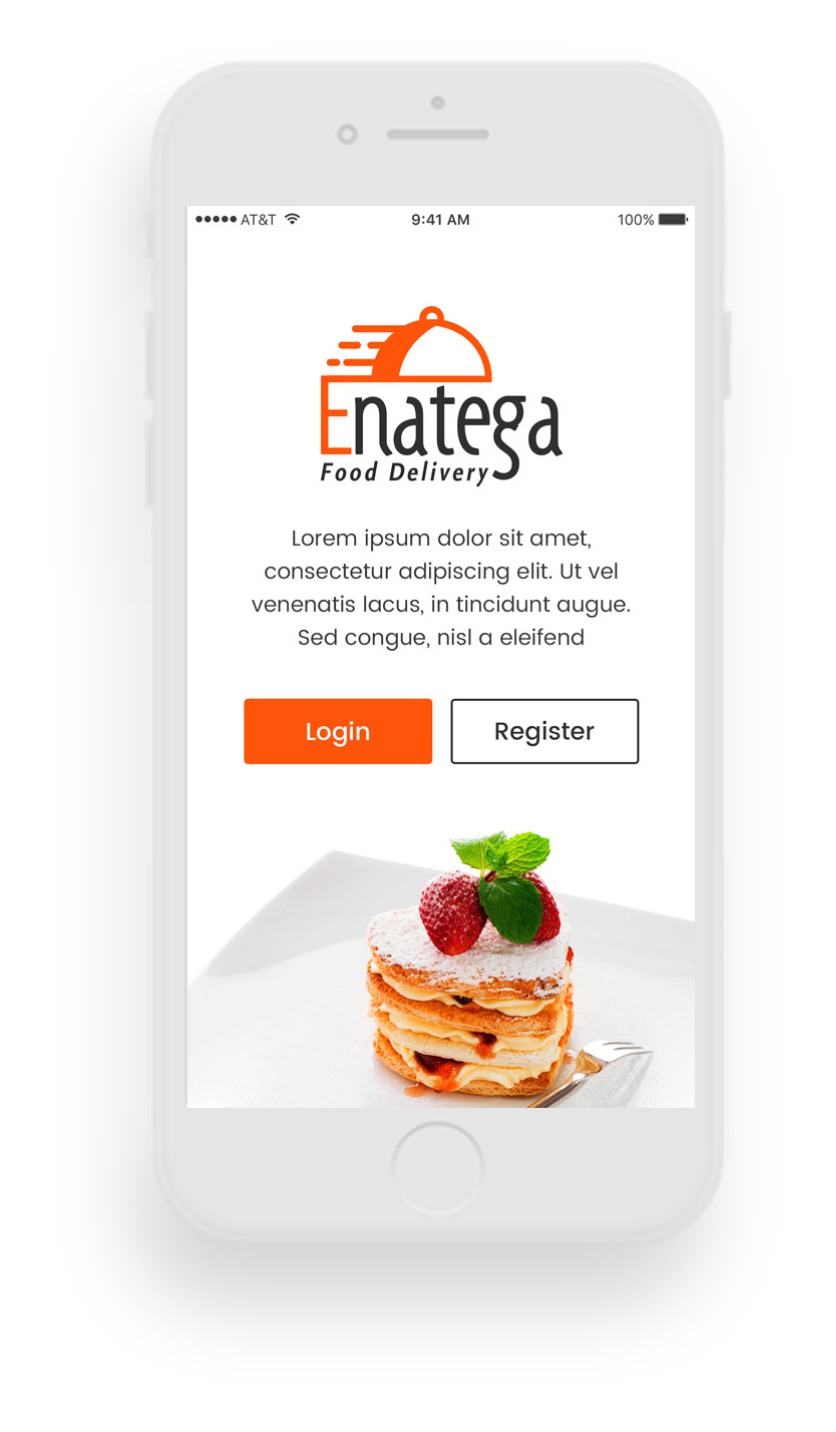 AT&T 9:41 AM 100%
Enatega
Food Delivery
Lorem ipsum dolor sit amet,
consectetur adipiscing elit. Ut vel
venenatis lacus, in tincidunt augue.
Sed congue, nisl a eleifend
Login Register